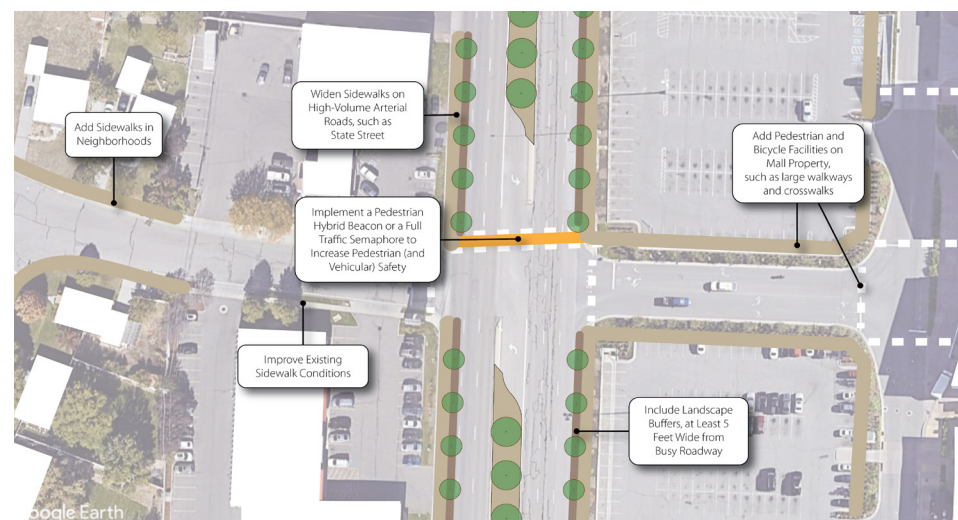 Widen Sidewalks on
High-Volume Arterial
Roads, such as
State Street
Add Sidewalks in
Neighborhoods
Add Pedestrian and
Bicycle Facilities on
Mall Property,
such as large walkways
and crosswalks
Implement a Pedestrian
Hybrid Beacon or a Full
Traffic Semaphore to
Increase Pedestrian (and
Vehicular) Safety
Improve Existing
Sidewalk Conditions
Include Landscape
Buffers, at Least 5
Feet Wide from
Busy Roadway
oogle Earth